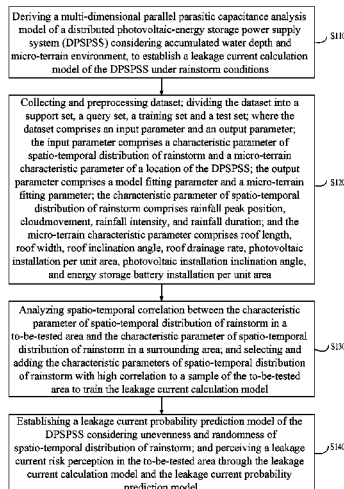 Deriving a multi-dimensional parallel parasitic capacitance analysis
model of a distributed photovoltaic-energy storage power supply
system (DPSPSS) considering accumulated water depth and
micro-terrain environment, to establish a leakage current calculation
model of the DPSPSS under rainstorm conditions
S110
Collecting and preprocessing dataset; dividing the dataset into a
support set, a query set, a training set and a test set; where the
dataset comprises an input parameter and an output parameter;
the input parameter comprises a characteristic parameter of
spatio-temporal distribution of rainstorm and a micro-terrain
characteristic parameter of a location of the DPSPSS; the output
parameter comprises a model fitting parameter and a micro-terrain
fitting parameter; the characteristic parameter of spatio-temporal
distribution of rainstorm comprises rainfall peak position,
cloudmovement, rainfall intensity, and rainfall duration; and the
micro-terrain characteristic parameter comprises roof length,
roof width, roof inclination angle, roof drainage rate, photovoltaic
installation per unit area, photovoltaic installation inclination angle,
and energy storage battery installation per unit area
S120
Analyzing spatio-temporal correlation between the characteristic
parameter of spatio-temporal distribution of rainstorm in a
to-be-tested area and the characteristic parameter of spatio-temporal
distribution of rainstorm in a surrounding area; and selecting and
adding the characteristic parameters of spatio-temporal distribution
of rainstorm with high correlation to a sample of the to-be-tested
area to train the leakage current calculation model
S130
Establishing a leakage current probability prediction model of the
DPSPSS considering unevenness and randomness of
spatio-temporal distribution of rainstorm; and perceiving a leakage
current risk perception in the to-be-tested area through the leakage
current calculation model and the leakage current probability
prediction model
S140